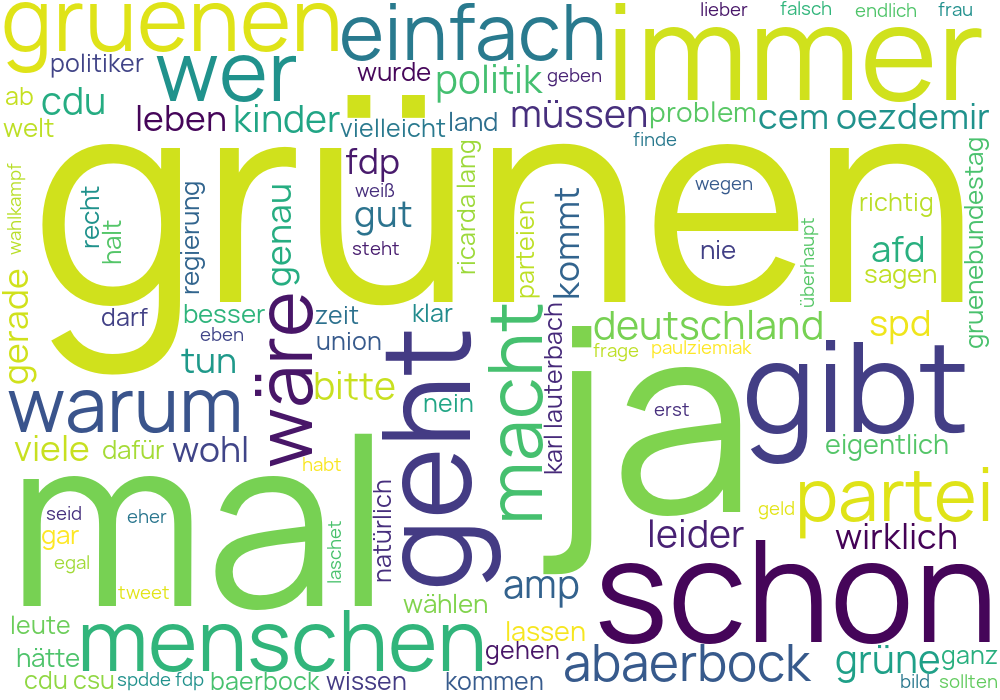 gruenen
einfach
immer
lieber
falsch
endlich
frau
politiker
wer
wurde
politik
geben
ab
cdu
welt
leben
kinder
vielleicht
land
müssen
problem
cem oezdemir
finde
grünen
fdp
weiß
gut
steht
wahlkampf
recht
halt
regierung
genau
ricarda lang
parteien
kommt
wegen
nie
überhaupt
richtig
afd
sagen
gruenebundestag
gerade
darf
besser
eben
zeit
union
klar
tun
wäre
bitte
geht
nein
macht
karl lauterbach
deutschland
frage
paulziemiak
spd
ja
erst
gibt
eigentlich
warum
viele
dafür
wohl
habt
mal
seid
eher
gar
egal
tweet
laschet
natürlich
partei
geld
leider
wirklich
amp
schon
wählen
leute
menschen
lassen
hätte
gehen
abaerbock
grüne
ganz
cdu csu
spdde fdp
baerbock
wissen
kommen
bild
sollten